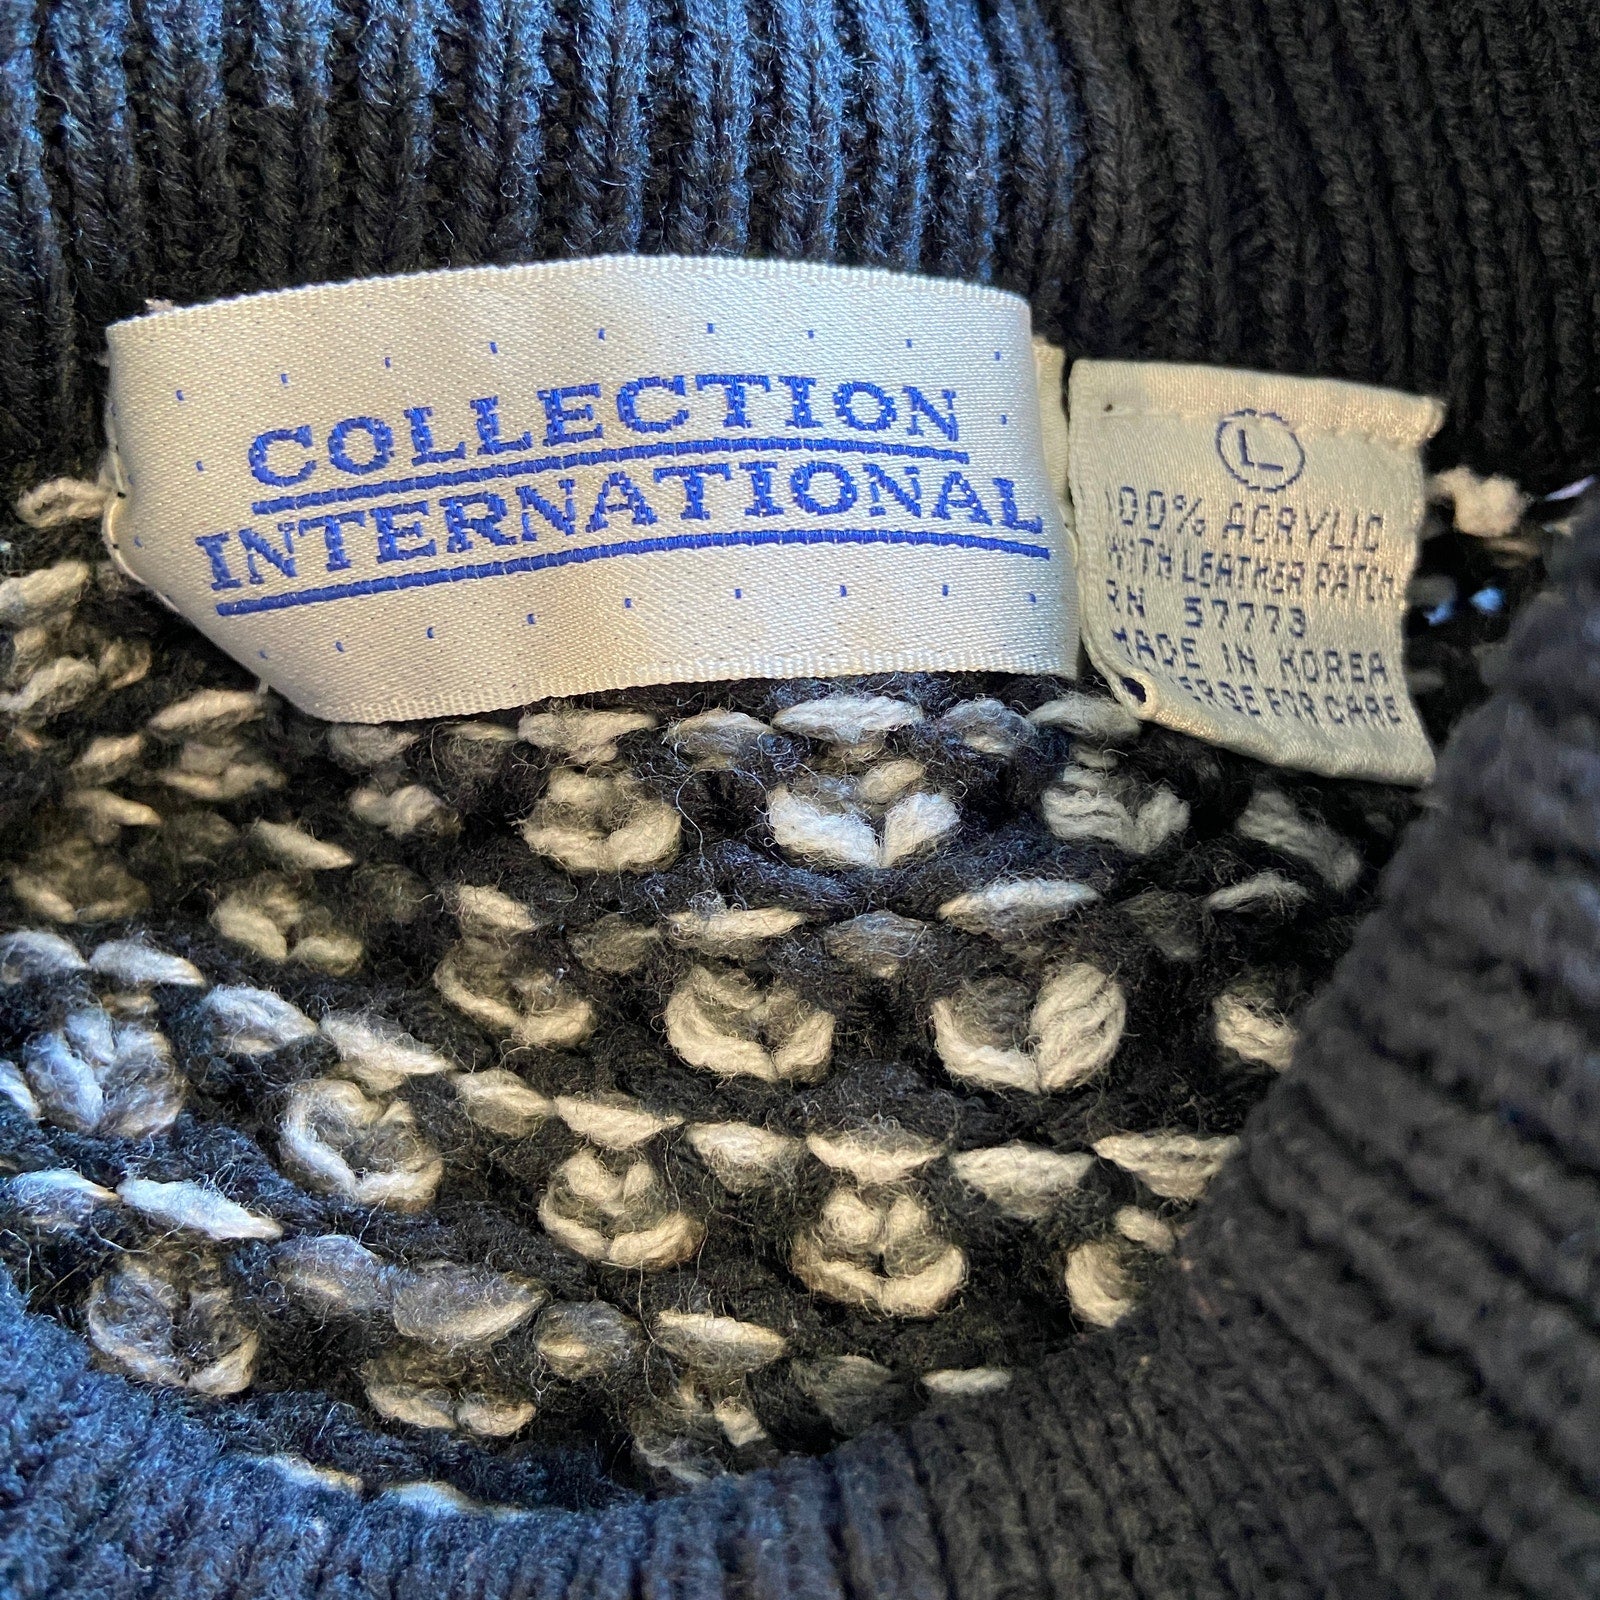 COLLECTION
INTERNATIONAL
L
100% ACRYLIC
WITH LEATHER PATCH
RN 57773
MADE IN KOREA
FOR CARE